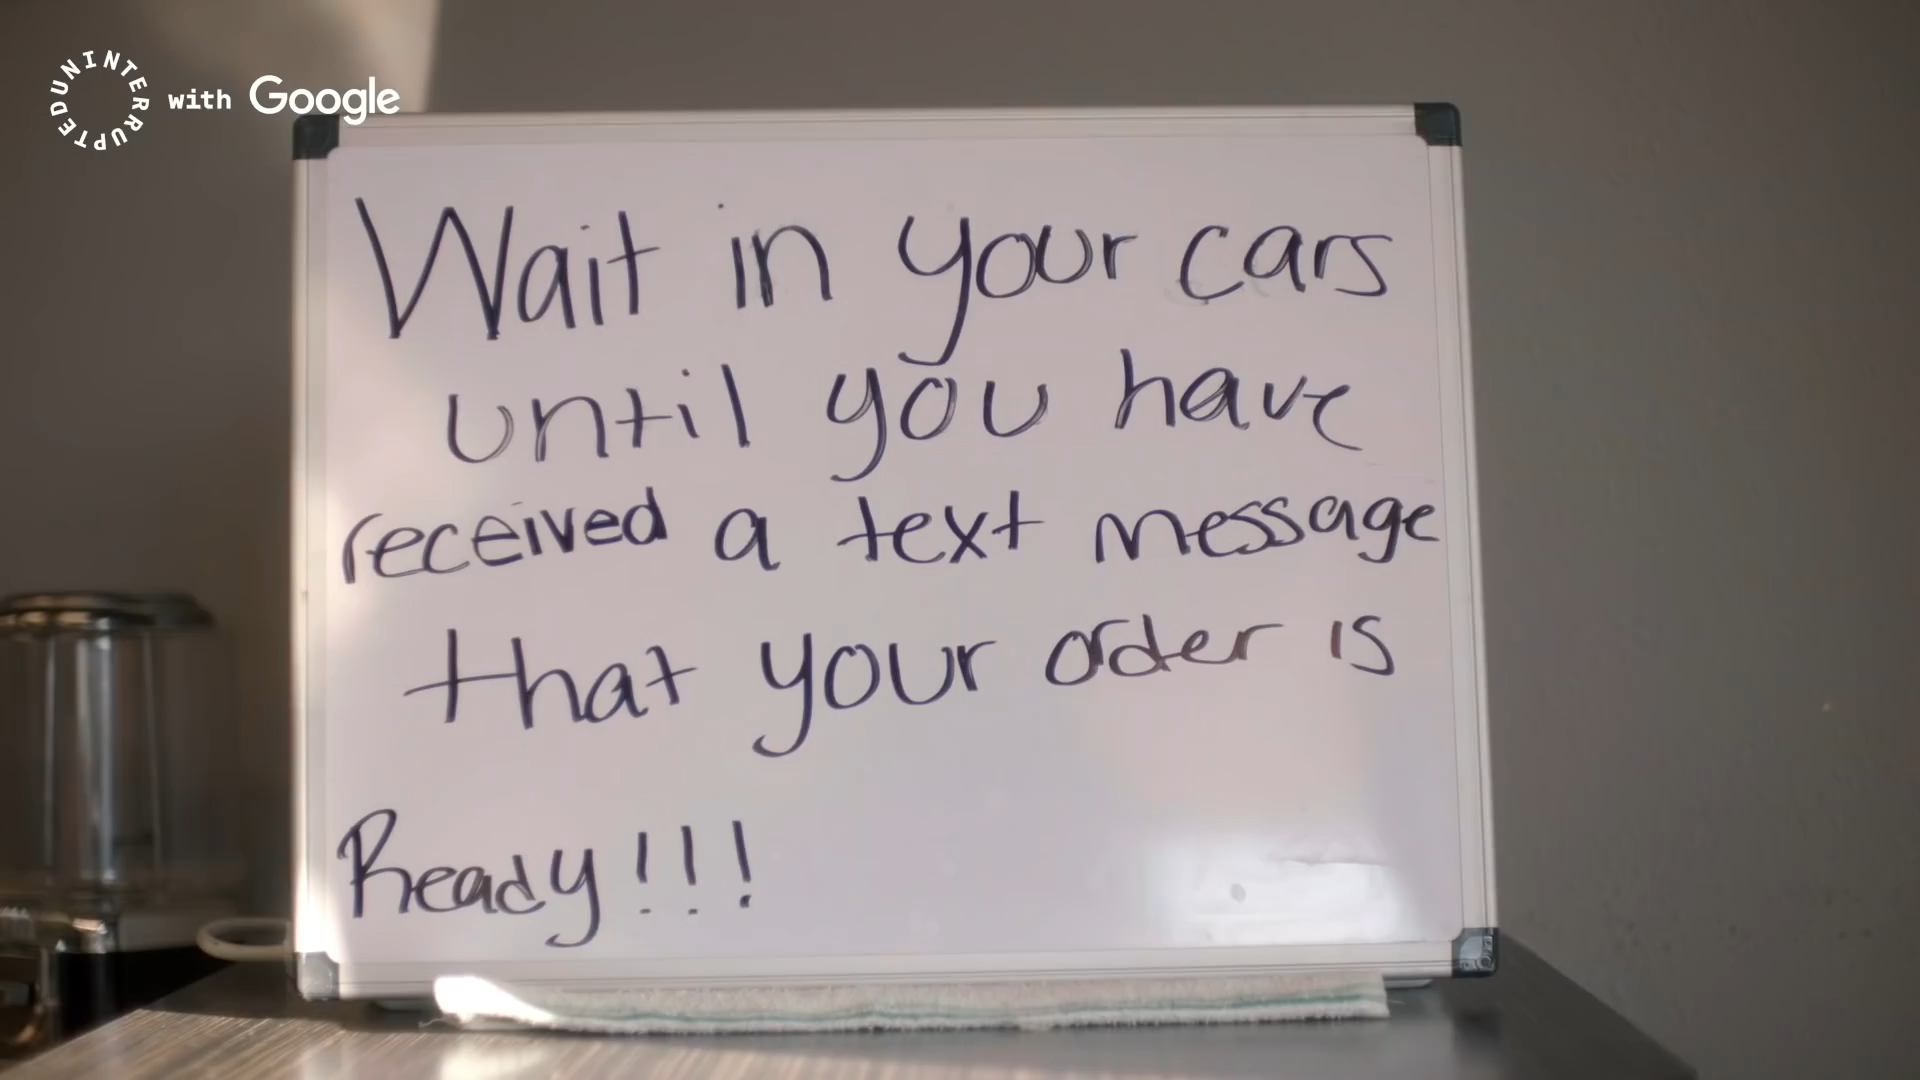 UNINTERRUPTED with Google
Wait in your cars
until you have
received a text message
that your order is
Ready!!!